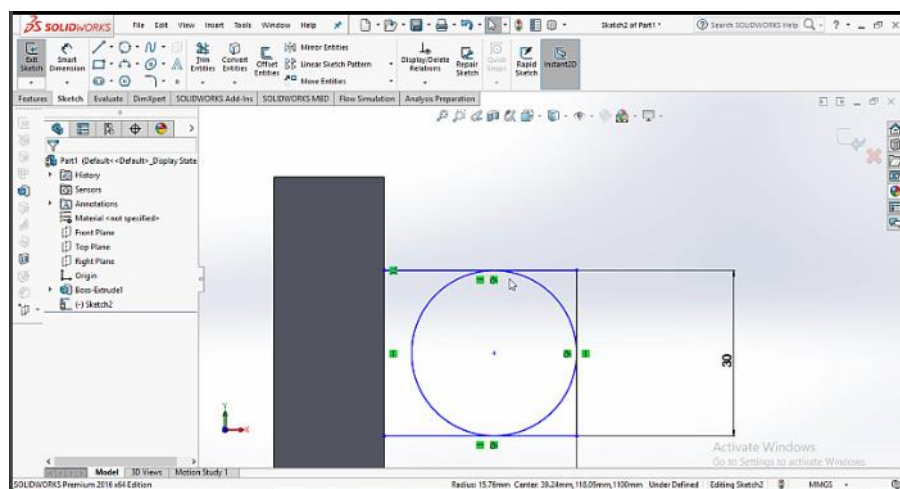 SOLIDWORKS File Edit View Insert Tools Window Help Sketch2 of Part1 * Search SOLIDWORKS Help
Exit Sketch Smart Dimension Trim Entities Convert Entities Offset Entities Mirror Entities Linear Sketch Pattern Move Entities Display/Delete Relations Repair Sketch Quick Snaps Rapid Sketch Instant2D
Features Sketch Evaluate DimXpert SOLIDWORKS Add-Ins SOLIDWORKS MBD Flow Simulation Analysis Preparation
Part1 (Default<<Default>_Display State
History
Sensors
Annotations
Material <not specified>
Front Plane
Top Plane
Right Plane
Origin
Boss-Extrude1
(-) Sketch2
30
Y
X
Activate Windows
Go to Settings to activate Windows.
Model 3D Views Motion Study 1
SOLIDWORKS Premium 2016 x64 Edition Radius: 15.76mm Center: 39.24mm,110.05mm,1100mm Under Defined Editing Sketch2 MMGS